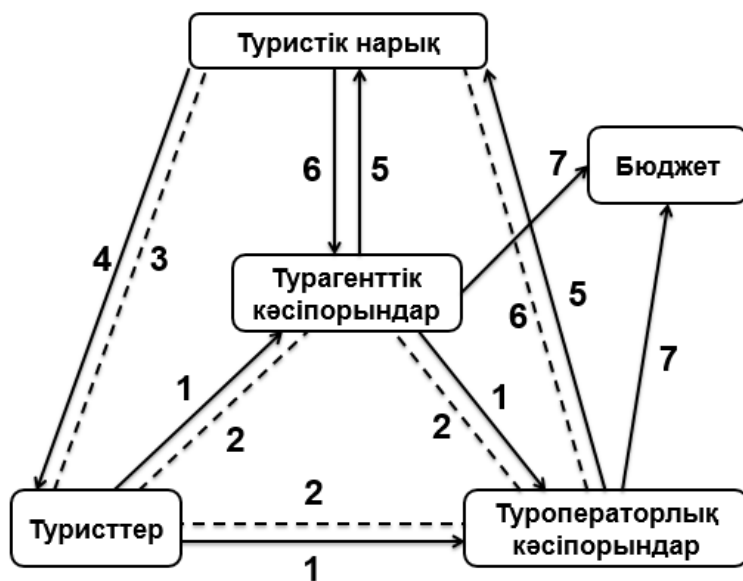 Туристік нарық
7
Бюджет
6
5
4
3
Турагенттік
кәсіпорындар
6
5
7
1
2
1
2
2
Туристтер
1
Туроператорлық
кәсіпорындар